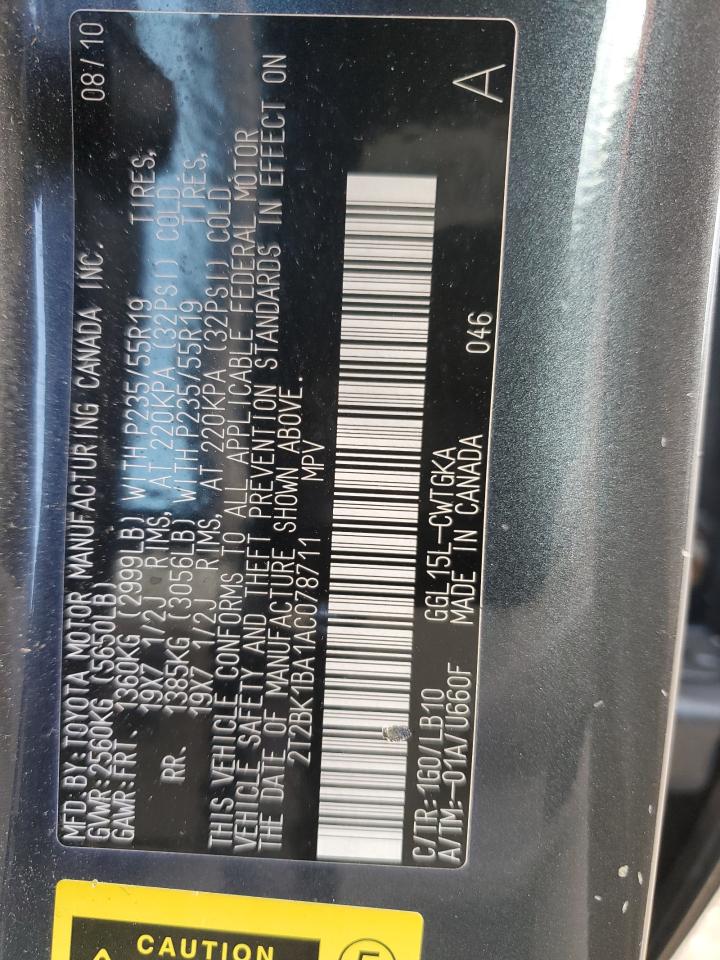 MFD. BY: TOYOTA MOTOR MANUFACTURING CANADA INC. 08/10
GVWR: 2560KG (5650LB)
GAWR: FRT. 1360KG (2999LB) WITH P235/55R19 TIRES,
19X7 1/2J RIMS, AT 220KPA (32PSI) COLD.
RR. 1385KG (3056LB) WITH P235/55R19 TIRES,
19X7 1/2J RIMS, AT 220KPA (32PSI) COLD.
THIS VEHICLE CONFORMS TO ALL APPLICABLE FEDERAL MOTOR
VEHICLE SAFETY AND THEFT PREVENTION STANDARDS IN EFFECT ON
THE DATE OF MANUFACTURE SHOWN ABOVE.
2T2BK1BA1AC078711 MPV
C/TR: 1G0/LB10 GGL15L-CWTGKA
A/TM: -01A/U660F MADE IN CANADA 046 A
CAUTION